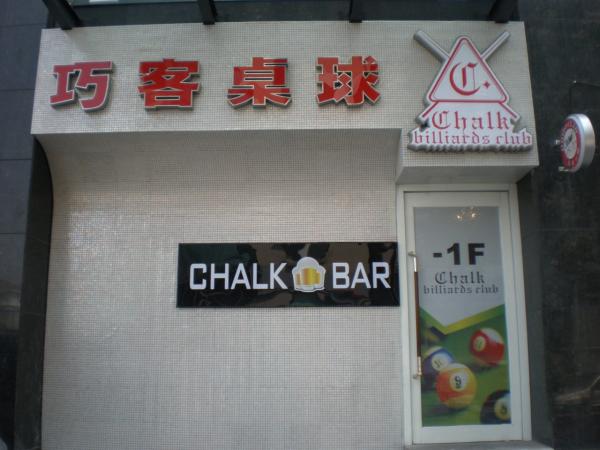 巧客桌球
C.
Chalk
billiards club
CHALK BAR
-1F
Chalk
billiards club